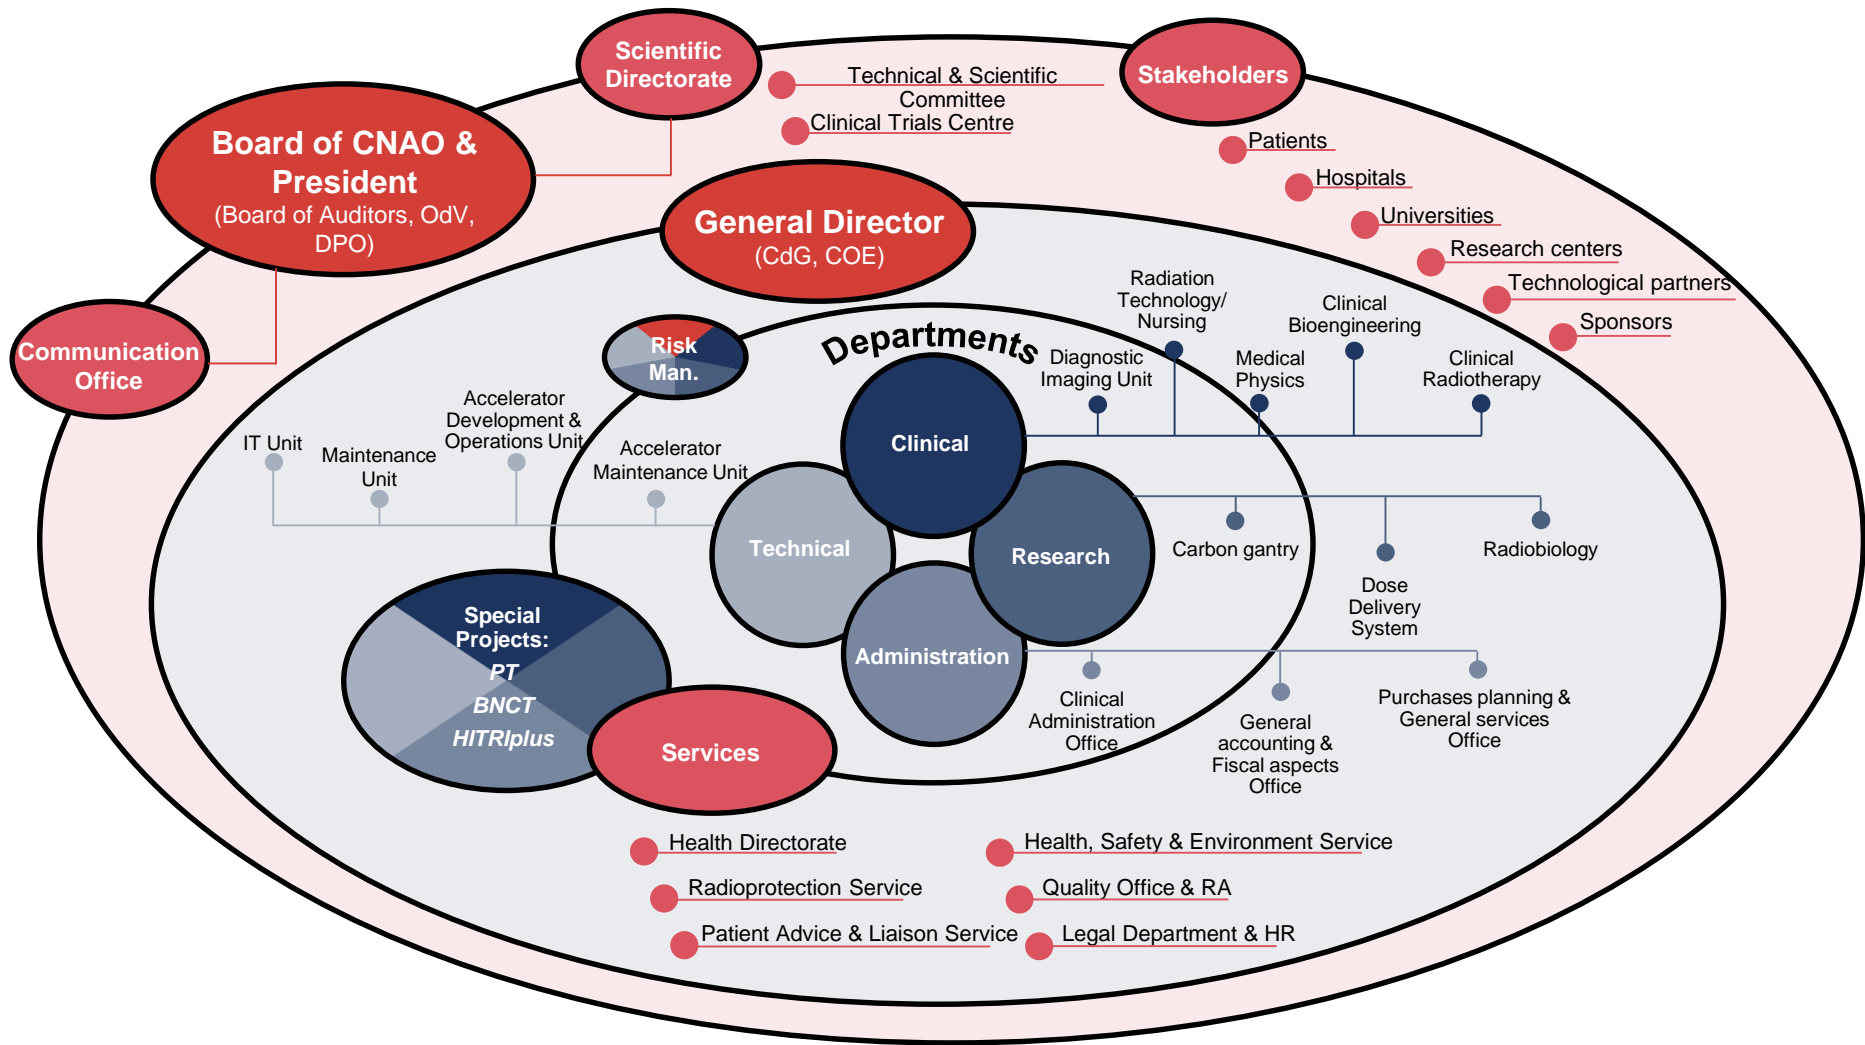 Scientific
Directorate
Technical & Scientific
Committee
Clinical Trials Centre
Stakeholders
Patients
Hospitals
Universities
Research centers
Technological partners
Sponsors
Board of CNAO &
President
(Board of Auditors, OdV,
DPO)
Communication
Office
General Director
(CdG, COE)
Risk
Man.
Departments
Clinical
Diagnostic
Imaging Unit
Radiation
Technology/
Nursing
Medical
Physics
Clinical
Bioengineering
Clinical
Radiotherapy
IT Unit
Maintenance
Unit
Accelerator
Development &
Operations Unit
Accelerator
Maintenance Unit
Technical
Research
Carbon gantry
Dose
Delivery
System
Radiobiology
Administration
Clinical
Administration
Office
General
accounting &
Fiscal aspects
Office
Purchases planning &
General services
Office
Special
Projects:
PT
BNCT
HITRIplus
Services
Health Directorate
Radioprotection Service
Patient Advice & Liaison Service
Health, Safety & Environment Service
Quality Office & RA
Legal Department & HR